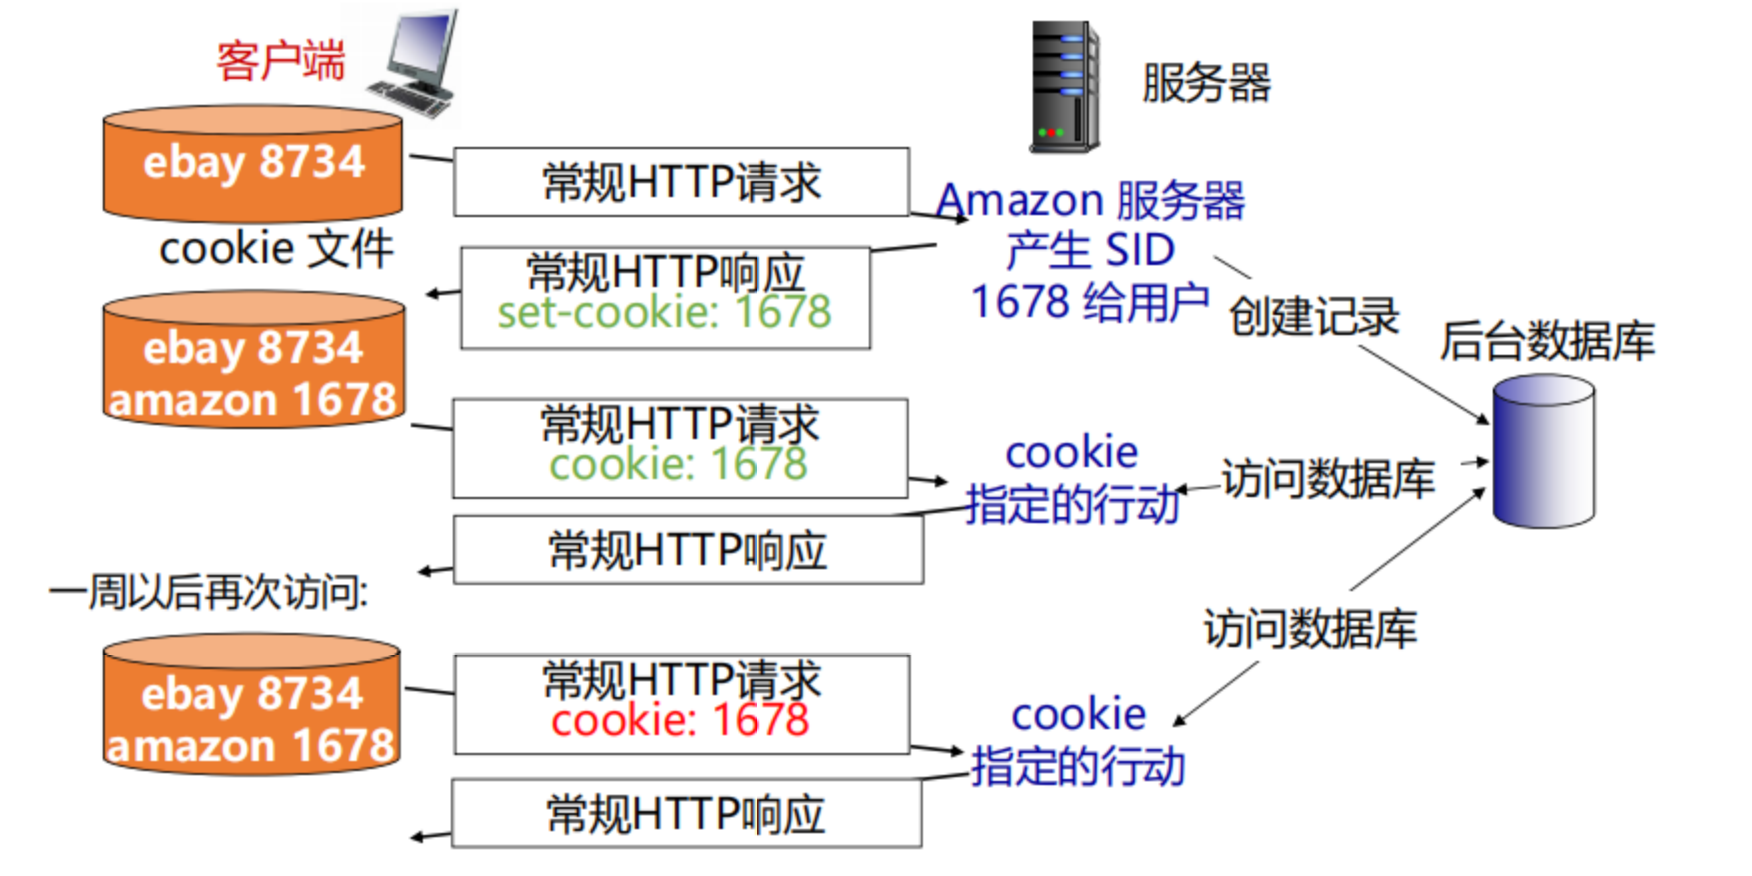 客户端
服务器
ebay 8734
常规HTTP请求
Amazon 服务器
产生 SID
1678 给用户
cookie 文件
常规HTTP响应
set-cookie: 1678
创建记录
后台数据库
ebay 8734
amazon 1678
常规HTTP请求
cookie: 1678
cookie
指定的行动
访问数据库
常规HTTP响应
一周以后再次访问:
访问数据库
ebay 8734
amazon 1678
常规HTTP请求
cookie: 1678
cookie
指定的行动
常规HTTP响应